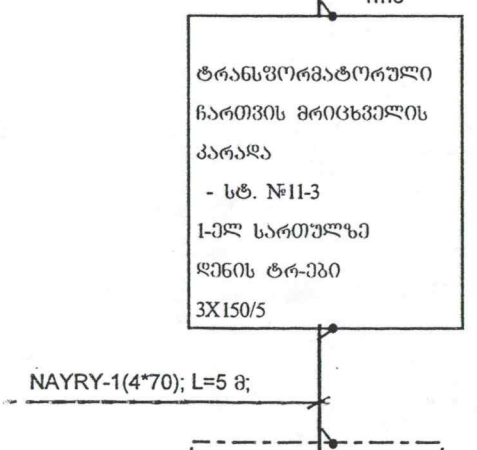 ტრანსფორმატორული
ჩართვის მრიცხველის
კარადა
- სტ. №11-3
1-ელ სართულზე
დენის ტრ-ები
3X150/5
NAYRY-1(4*70); L=5 მ;